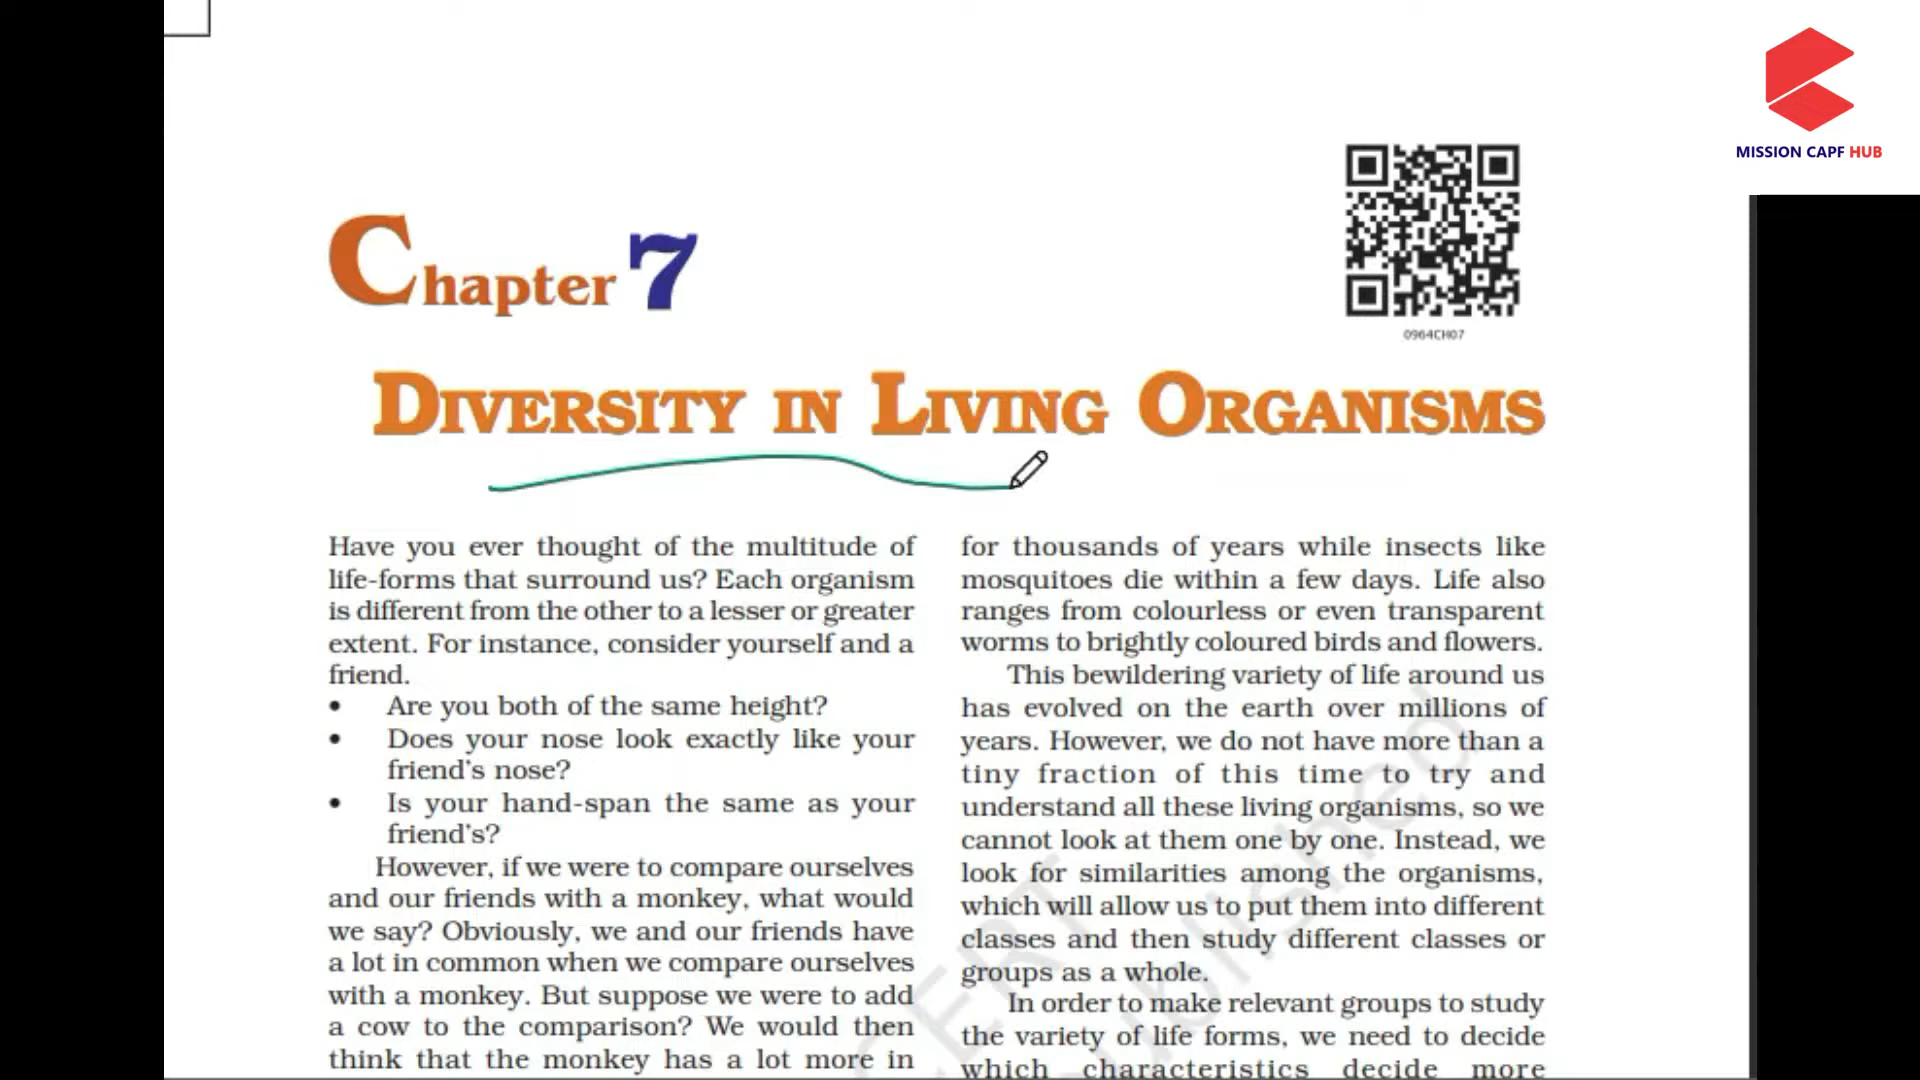 MISSION CAPF HUB
0964CH07
Chapter 7
DIVERSITY IN LIVING ORGANISMS
Have you ever thought of the multitude of
life-forms that surround us? Each organism
is different from the other to a lesser or greater
extent. For instance, consider yourself and a
friend.
• Are you both of the same height?
• Does your nose look exactly like your
friend's nose?
• Is your hand-span the same as your
friend's?
However, if we were to compare ourselves
and our friends with a monkey, what would
we say? Obviously, we and our friends have
a lot in common when we compare ourselves
with a monkey. But suppose we were to add
a cow to the comparison? We would then
think that the monkey has a lot more in
for thousands of years while insects like
mosquitoes die within a few days. Life also
ranges from colourless or even transparent
worms to brightly coloured birds and flowers.
This bewildering variety of life around us
has evolved on the earth over millions of
years. However, we do not have more than a
tiny fraction of this time to try and
understand all these living organisms, so we
cannot look at them one by one. Instead, we
look for similarities among the organisms,
which will allow us to put them into different
classes and then study different classes or
groups as a whole.
In order to make relevant groups to study
the variety of life forms, we need to decide
which characteristics decide more